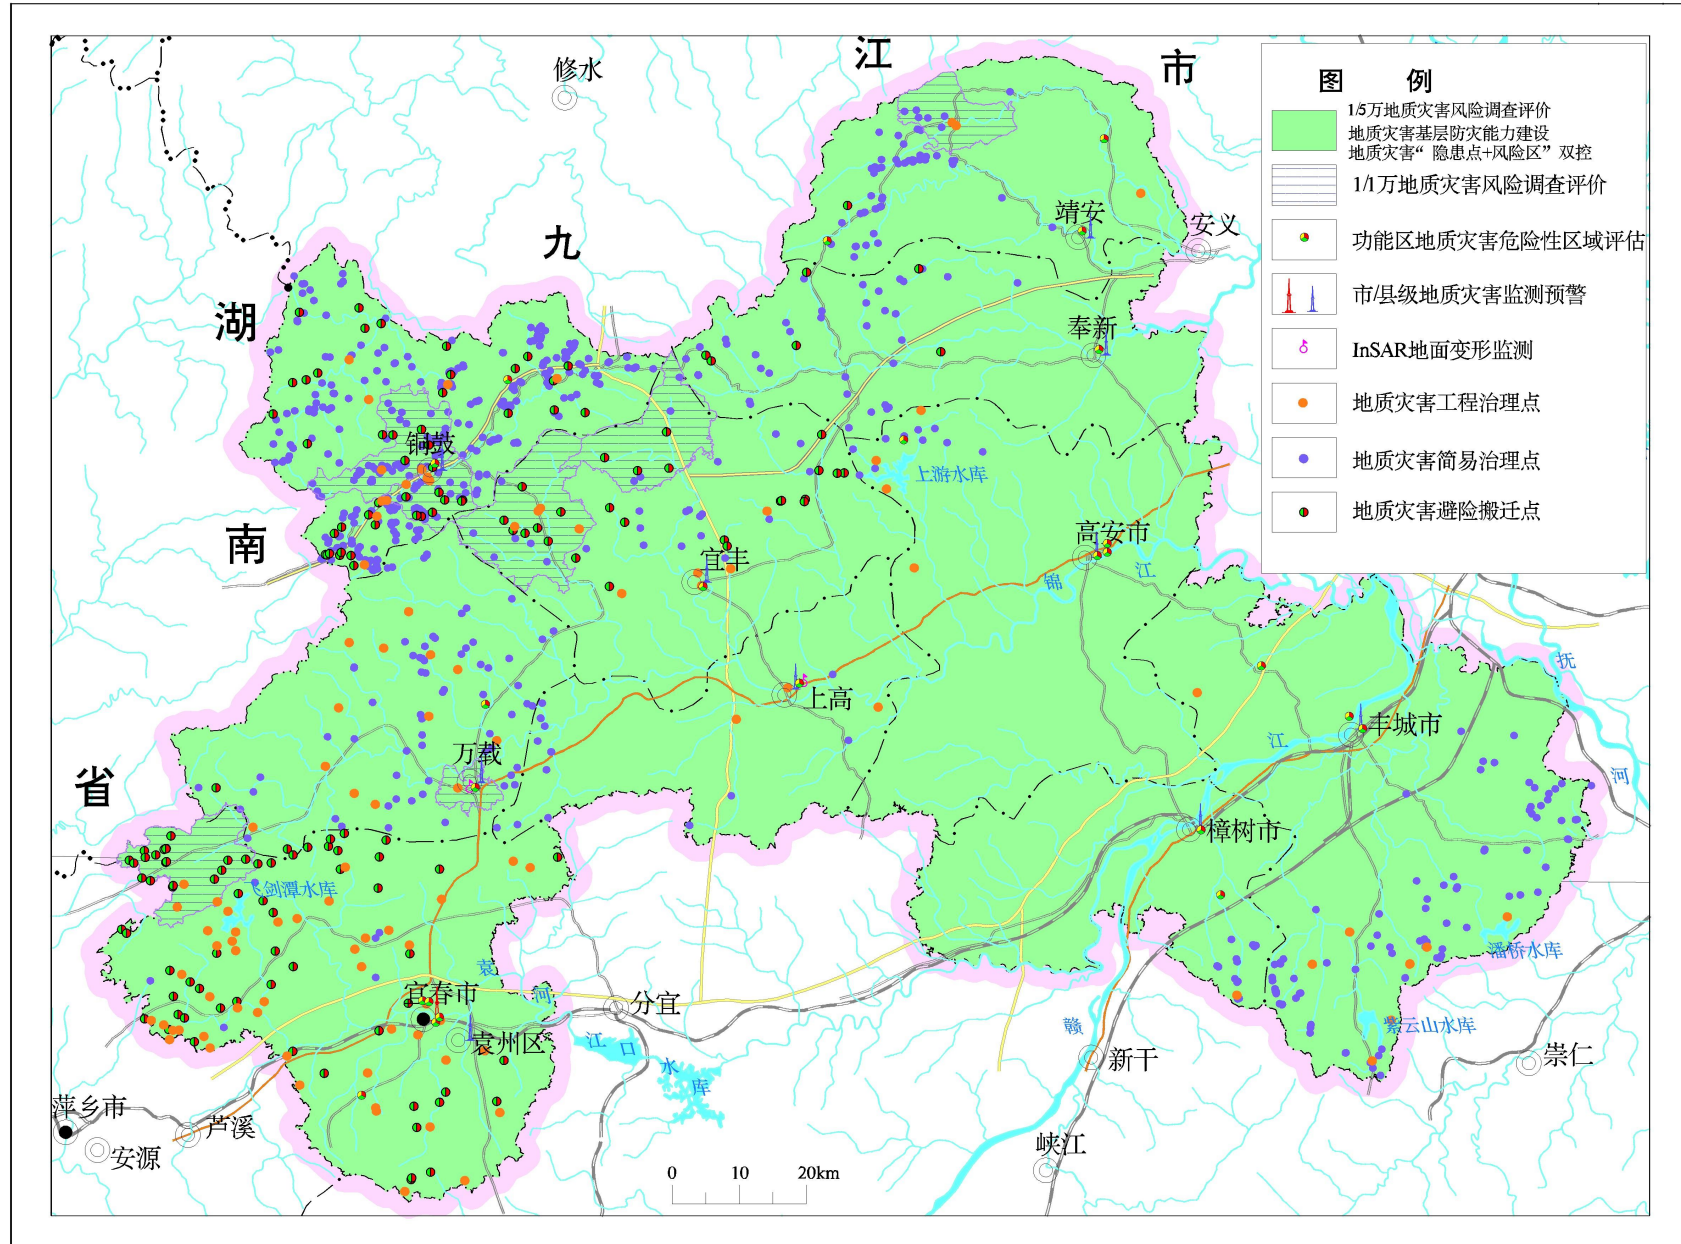 江
市
修水
九
湖
南
省
靖安
安义
奉新
铜鼓
上游水库
宜丰
高安市
锦
江
上高
万载
抚
河
丰城市
江
樟树市
飞剑潭水库
潘桥水库
紫云山水库
袁
河
宜春市
袁州区
分宜
江
口
水
库
赣
新干
崇仁
峡江
萍乡市
安源
芦溪
0 10 20km
图 例
1/5万地质灾害风险调查评价
地质灾害基层防灾能力建设
地质灾害“隐患点+风险区”双控
1/1万地质灾害风险调查评价
功能区地质灾害危险性区域评估
市/县级地质灾害监测预警
InSAR地面变形监测
地质灾害工程治理点
地质灾害简易治理点
地质灾害避险搬迁点